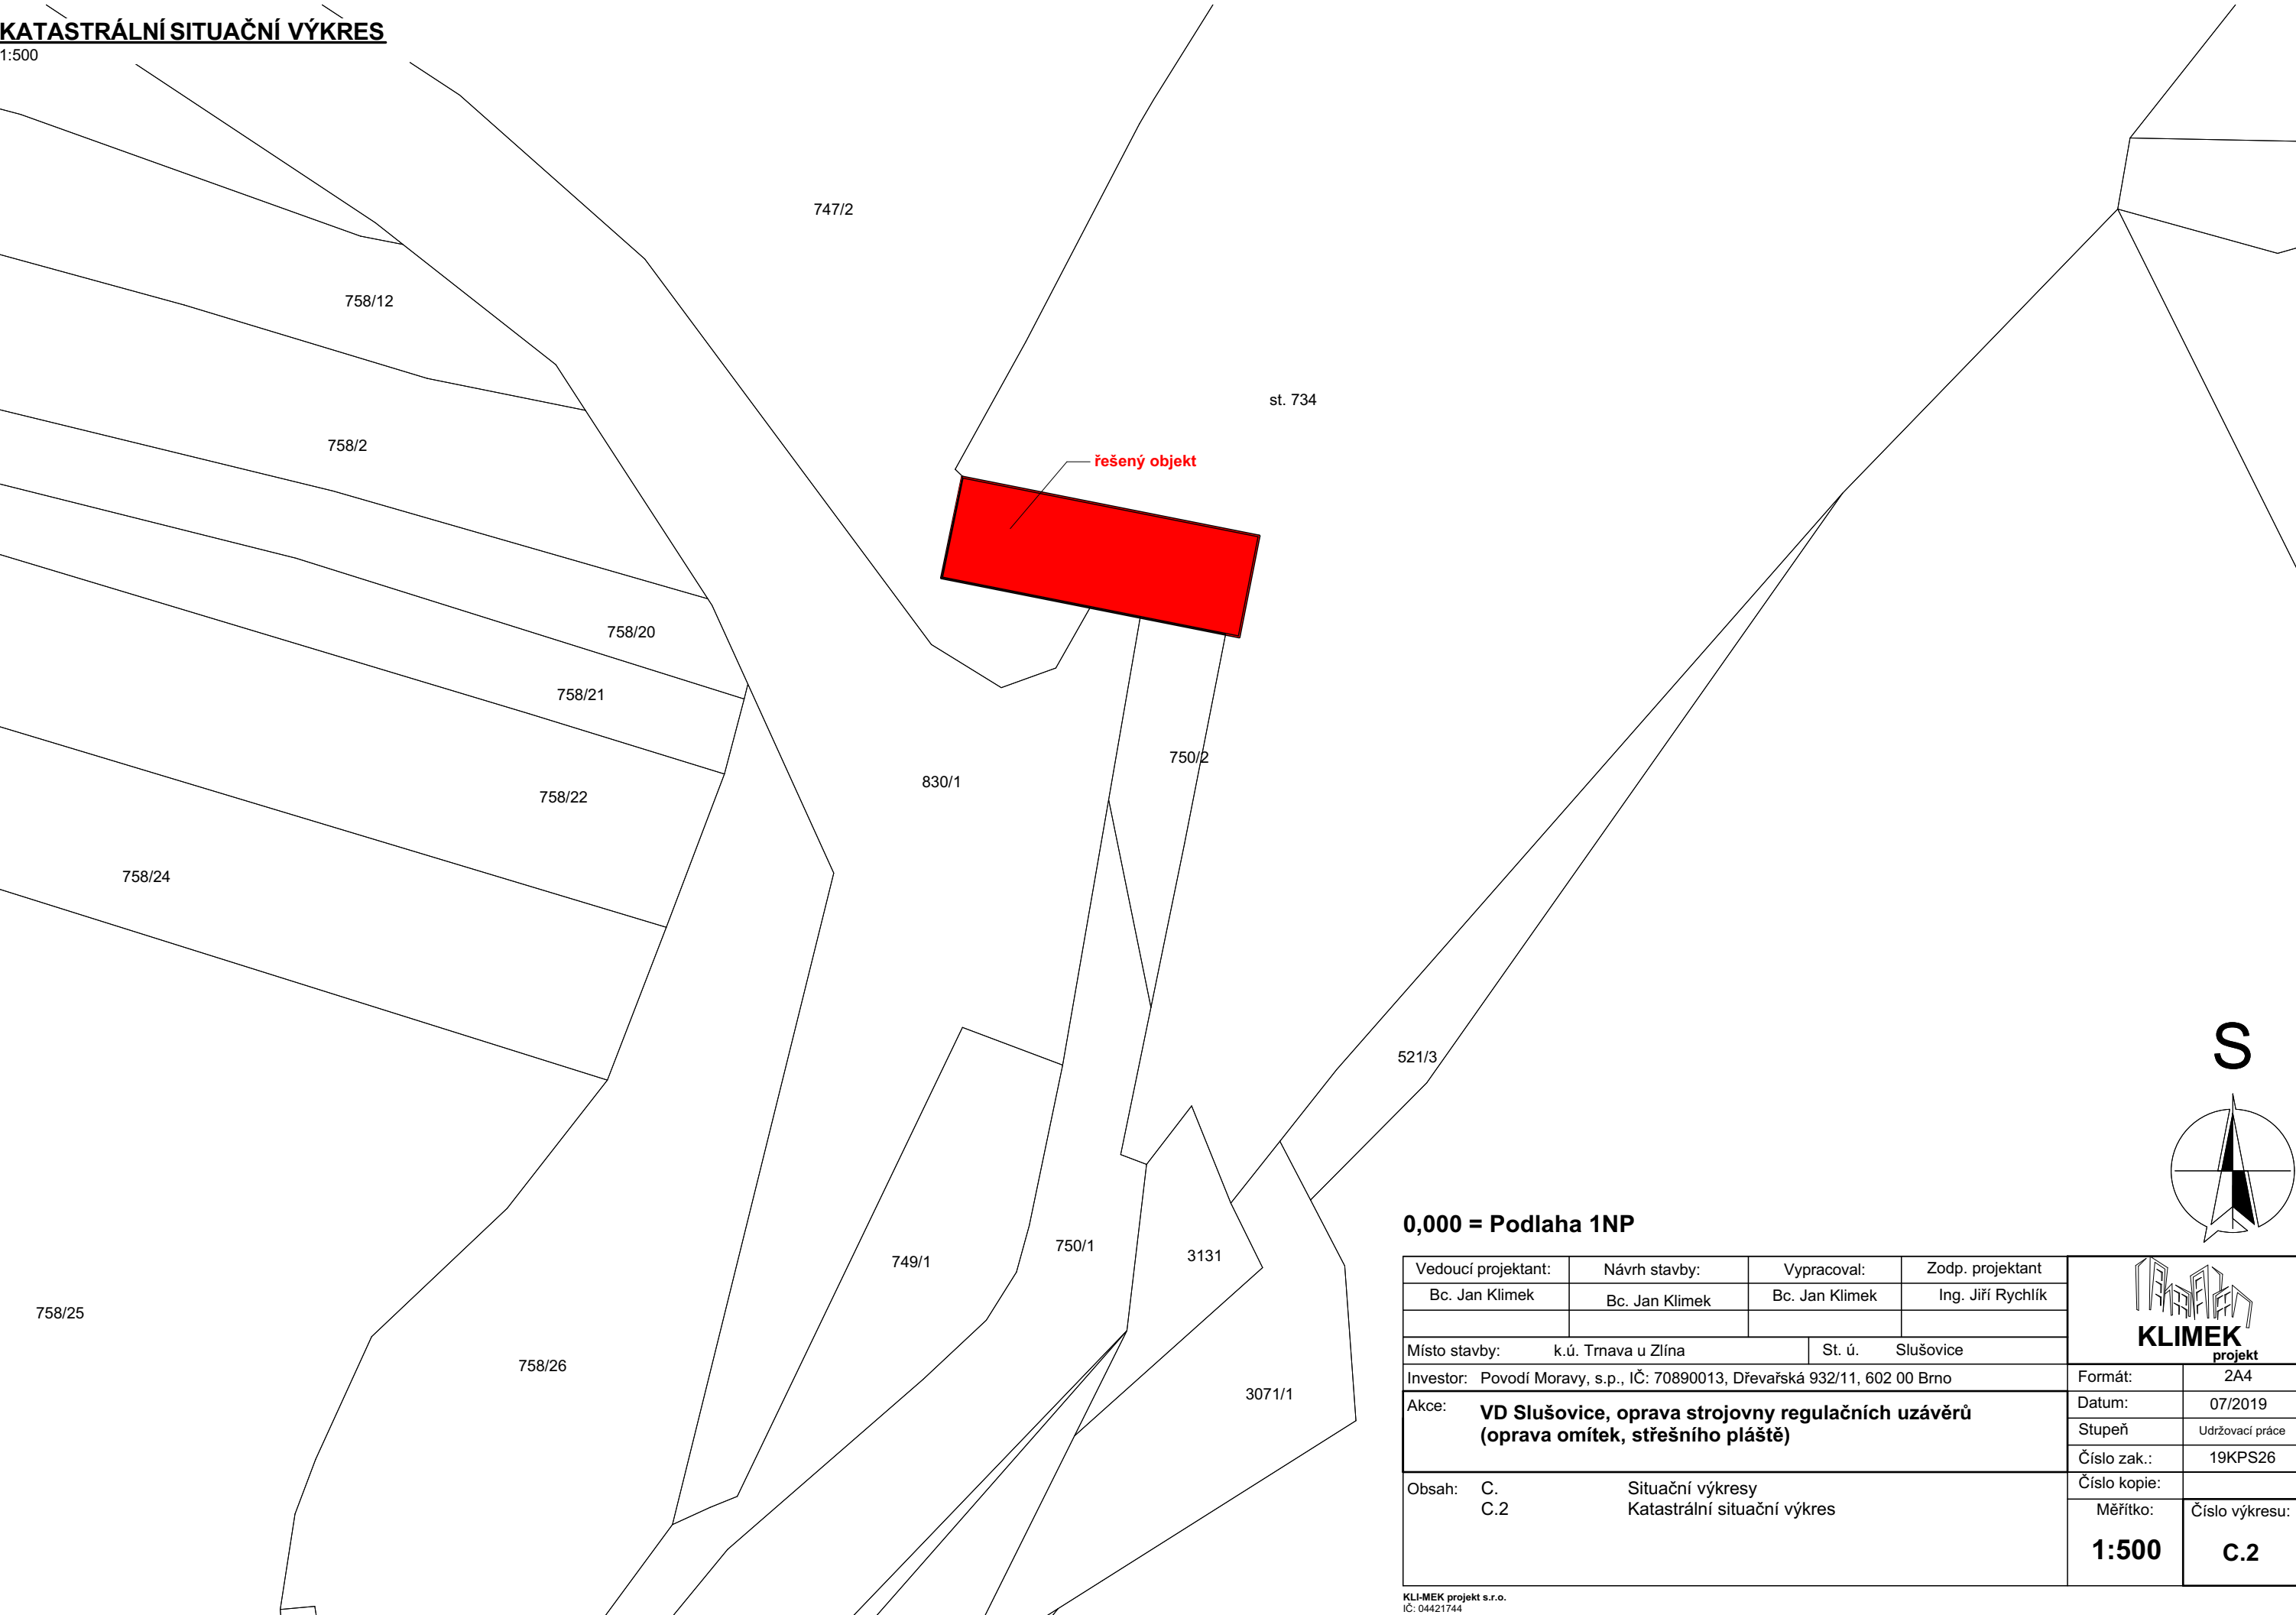 KATASTRÁLNÍ SITUAČNÍ VÝKRES
1:500
747/2
758/12
st. 734
758/2
řešený objekt
758/20
758/21
750/2
830/1
758/22
758/24
521/3
S
0,000 = Podlaha 1NP
749/1
750/1
3131
758/25
758/26
3071/1
Vedoucí projektant: Návrh stavby: Vypracoval: Zodp. projektant
Bc. Jan Klimek Bc. Jan Klimek Bc. Jan Klimek Ing. Jiří Rychlík
KLIMEK
projekt
Místo stavby: k.ú. Trnava u Zlína St. ú. Slušovice
Investor: Povodí Moravy, s.p., IČ: 70890013, Dřevařská 932/11, 602 00 Brno
Formát: 2A4
Akce: VD Slušovice, oprava strojovny regulačních uzávěrů
(oprava omítek, střešního pláště)
Datum: 07/2019
Stupeň Udržovací práce
Číslo zak.: 19KPS26
Číslo kopie:
Obsah: C. Situační výkresy
C.2 Katastrální situační výkres
Měřítko: Číslo výkresu:
1:500 C.2
KLI-MEK projekt s.r.o.
IČ: 04421744